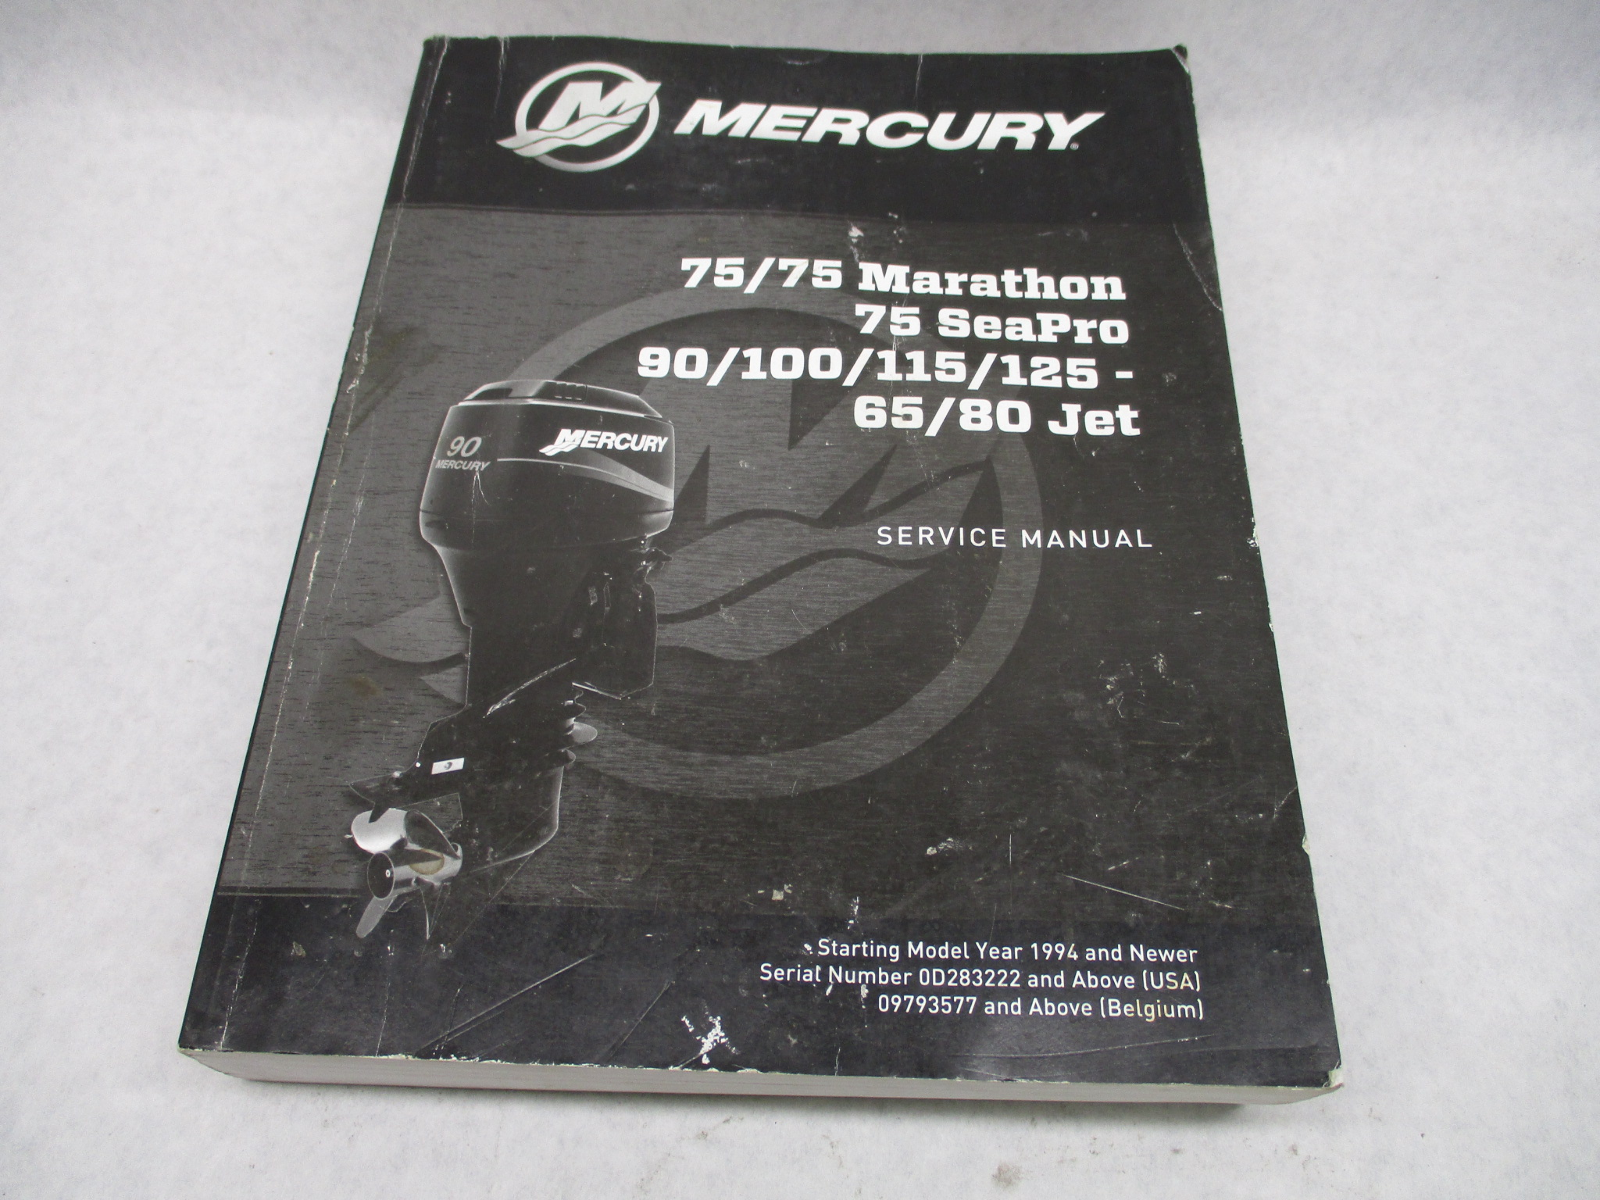 MERCURY
75/75 Marathon
75 SeaPro
90/100/115/125 -
65/80 Jet
90
MERCURY
MERCURY
SERVICE MANUAL
Starting Model Year 1994 and Newer
Serial Number 0D283222 and Above (USA)
09793577 and Above (Belgium)